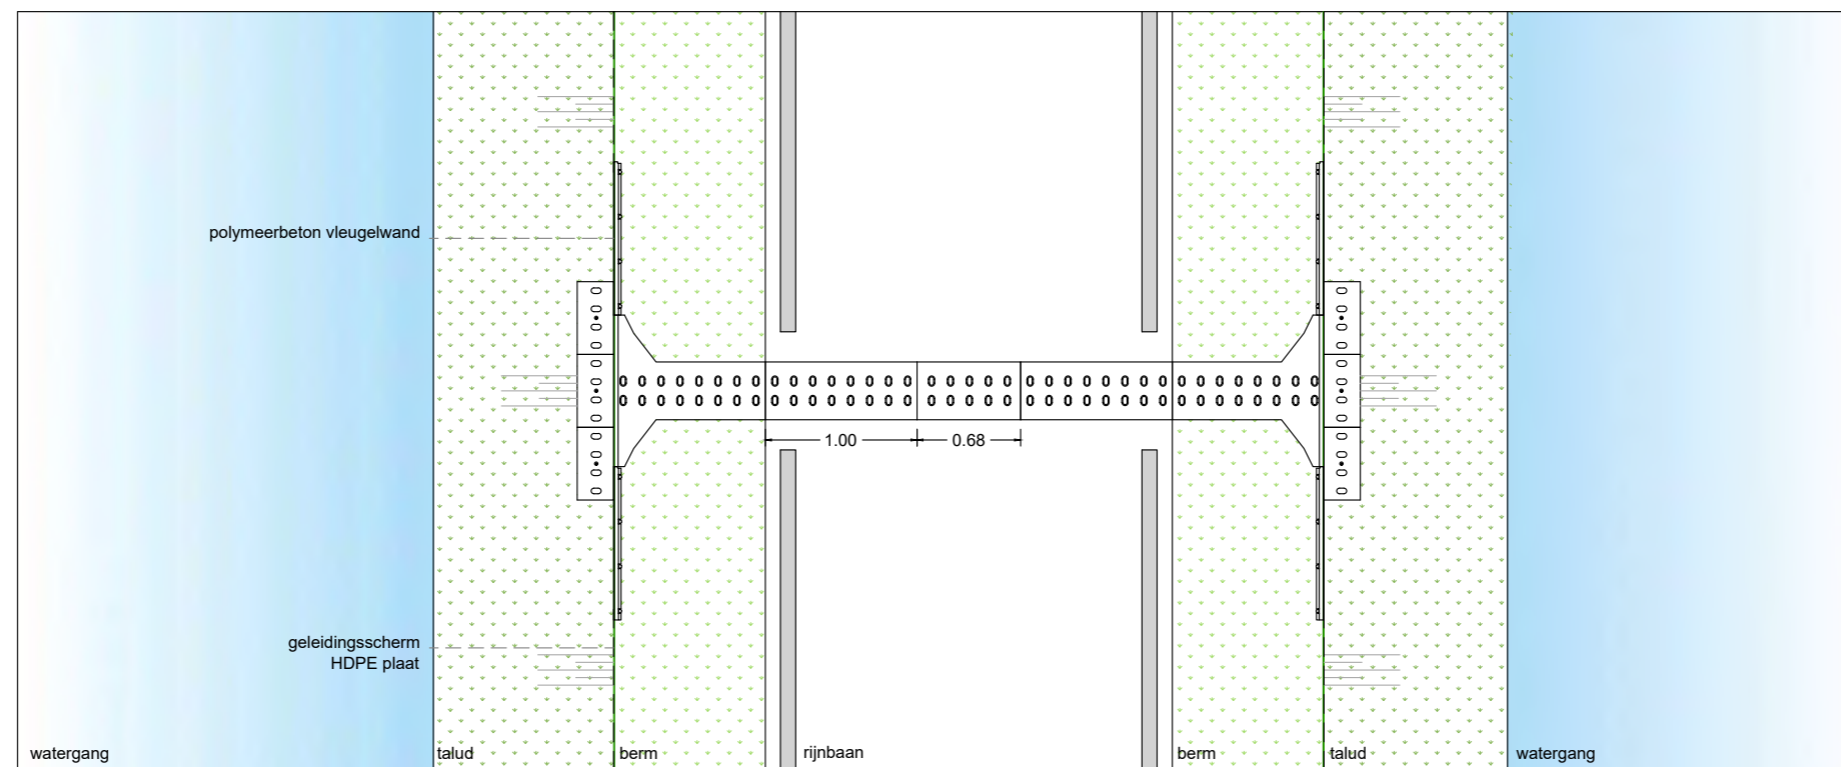 polymeerbeton vleugelwand
1.00
0.68
geleidingsscherm
HDPE plaat
watergang
talud
berm
rijnbaan
berm
talud
watergang